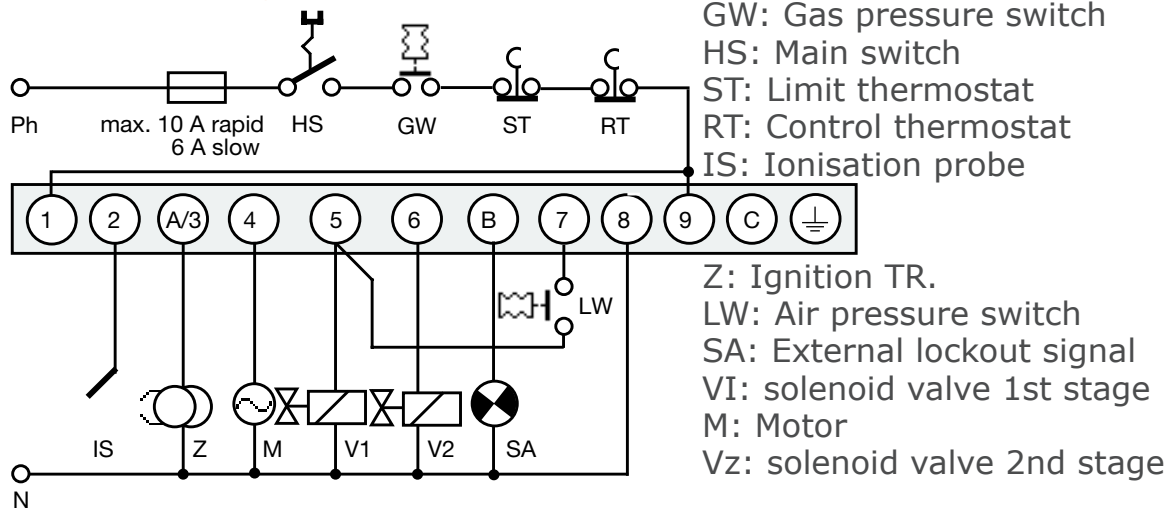 GW: Gas pressure switch
HS: Main switch
ST: Limit thermostat
RT: Control thermostat
IS: Ionisation probe
Ph
max. 10 A rapid
6 A slow
HS
GW
ST
RT
1 2 A/3 4 5 6 B 7 8 9 C
LW
Z: Ignition TR.
LW: Air pressure switch
SA: External lockout signal
VI: solenoid valve 1st stage
M: Motor
Vz: solenoid valve 2nd stage
IS
Z
M
V1
V2
SA
N